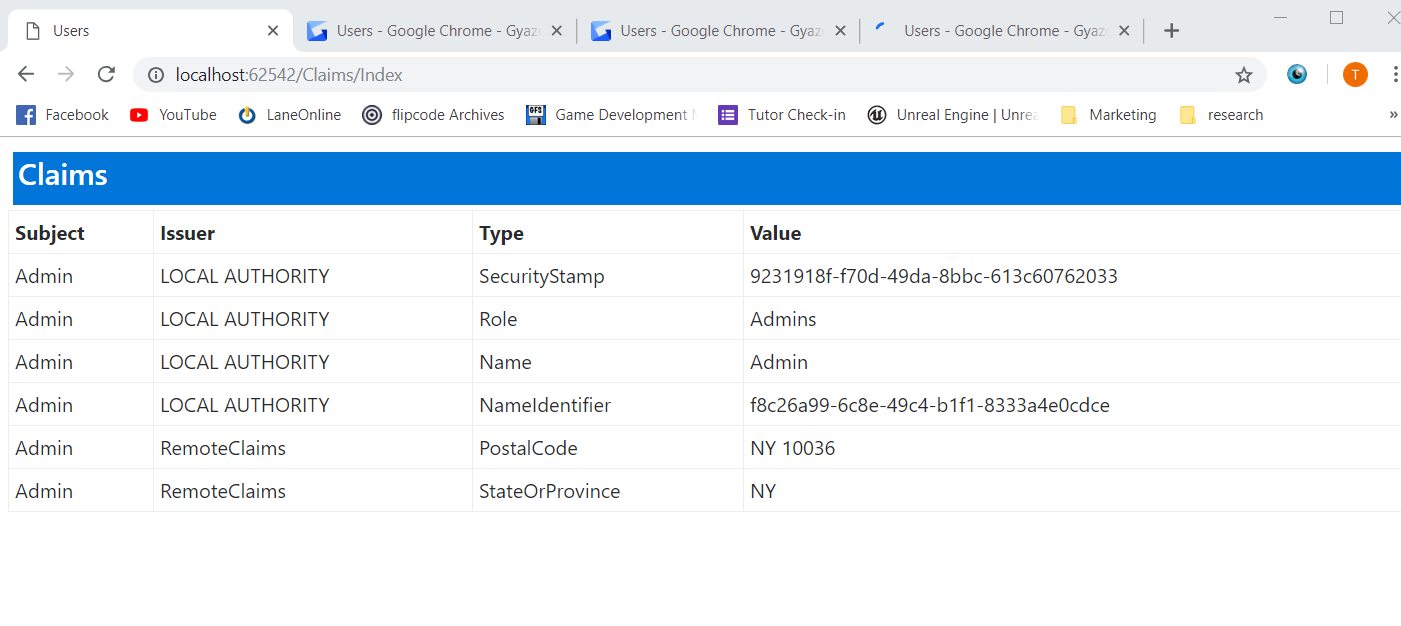 Users Users - Google Chrome - Gyaz Users - Google Chrome - Gyaz Users - Google Chrome - Gyaz
localhost:62542/Claims/Index T
Facebook YouTube LaneOnline flipcode Archives GFS Game Development Tutor Check-in Unreal Engine | Unrea Marketing research »
Claims
Subject Issuer Type Value
Admin LOCAL AUTHORITY SecurityStamp 9231918f-f70d-49da-8bbc-613c60762033
Admin LOCAL AUTHORITY Role Admins
Admin LOCAL AUTHORITY Name Admin
Admin LOCAL AUTHORITY NameIdentifier f8c26a99-6c8e-49c4-b1f1-8333a4e0cdce
Admin RemoteClaims PostalCode NY 10036
Admin RemoteClaims StateOrProvince NY